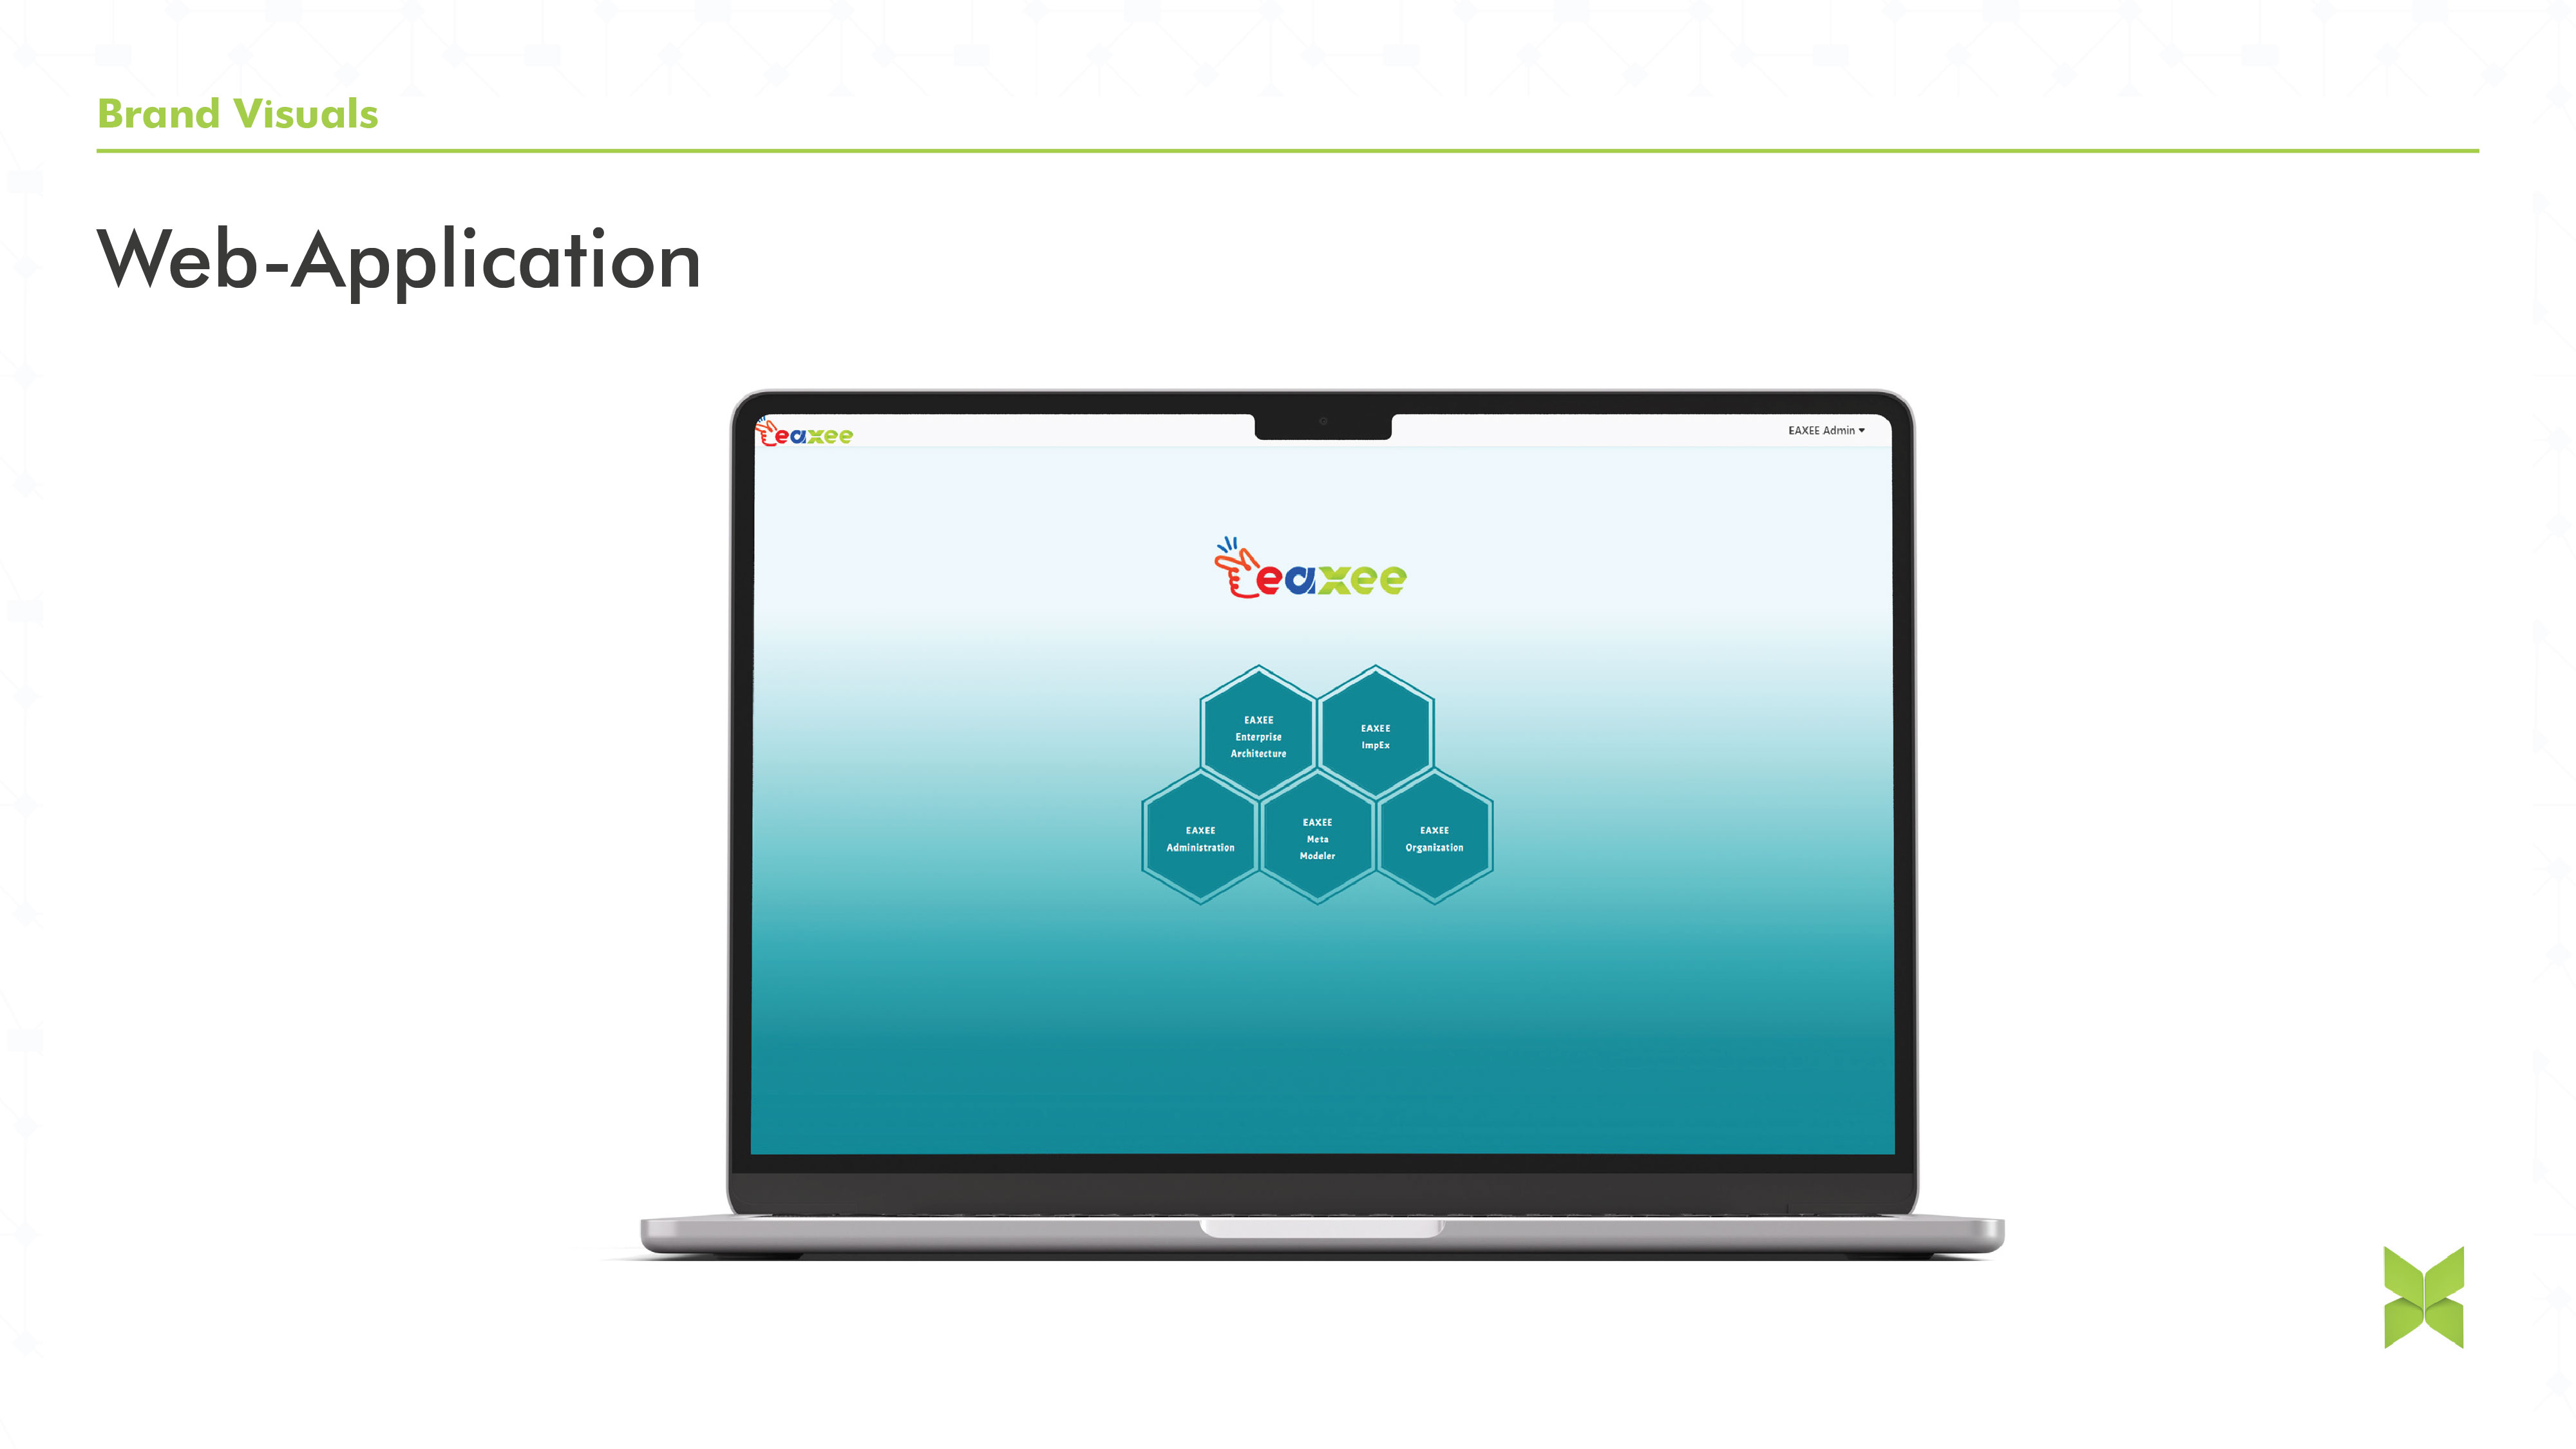 Brand Visuals
Web-Application
eaxee
EAXEE Admin
eaxee
EAXEE
Enterprise
Architecture
EAXEE
ImpEx
EAXEE
Administration
EAXEE
Meta
Modeler
EAXEE
Organization